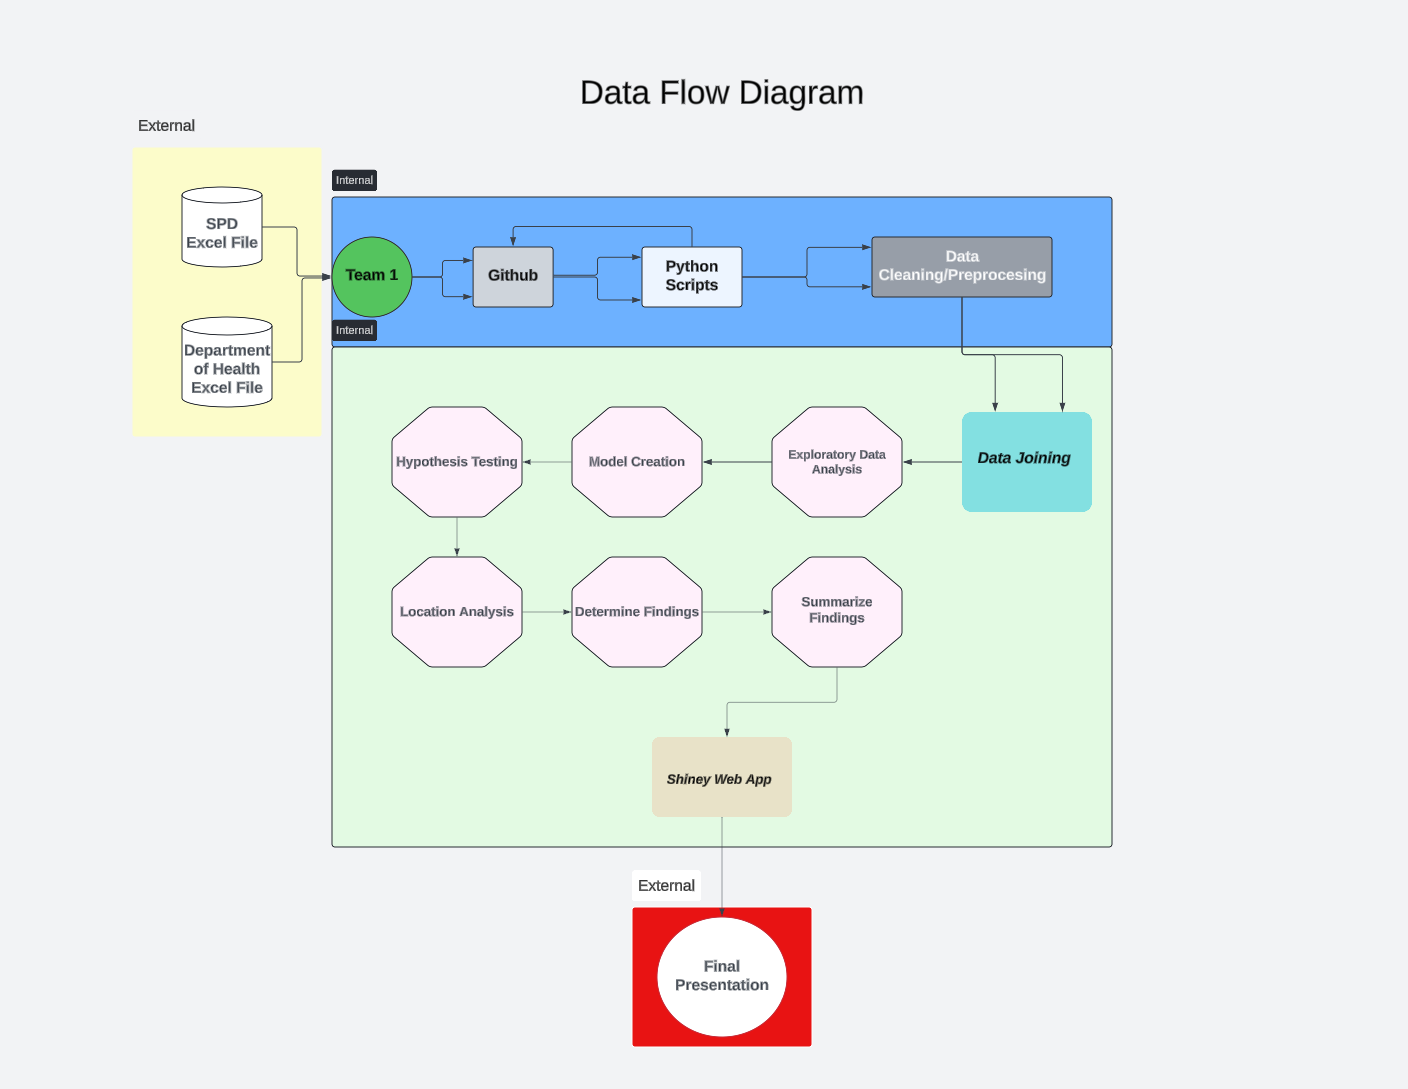 Data Flow Diagram
External
Internal
SPD
Excel File
Department
of Health
Excel File
Team 1
Internal
Github
Python
Scripts
Data
Cleaning/Preprocesing
Data Joining
Exploratory Data
Analysis
Model Creation
Hypothesis Testing
Location Analysis
Determine Findings
Summarize
Findings
Shiney Web App
External
Final
Presentation